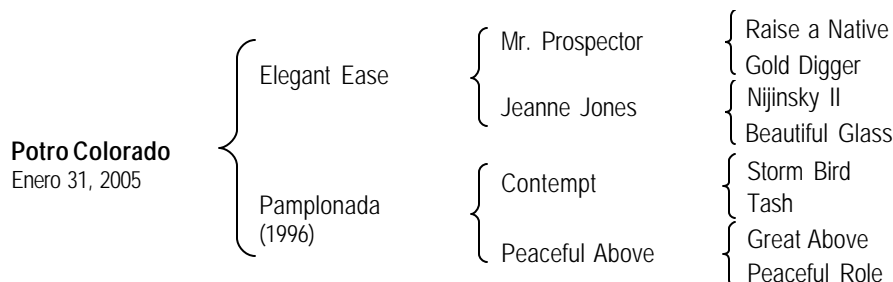 Raise a Native
Mr. Prospector
Gold Digger
Elegant Ease
Nijinsky II
Jeanne Jones
Beautiful Glass
Potro Colorado
Enero 31, 2005
Storm Bird
Contempt
Tash
Pamplonada
(1996)
Great Above
Peaceful Above
Peaceful Role